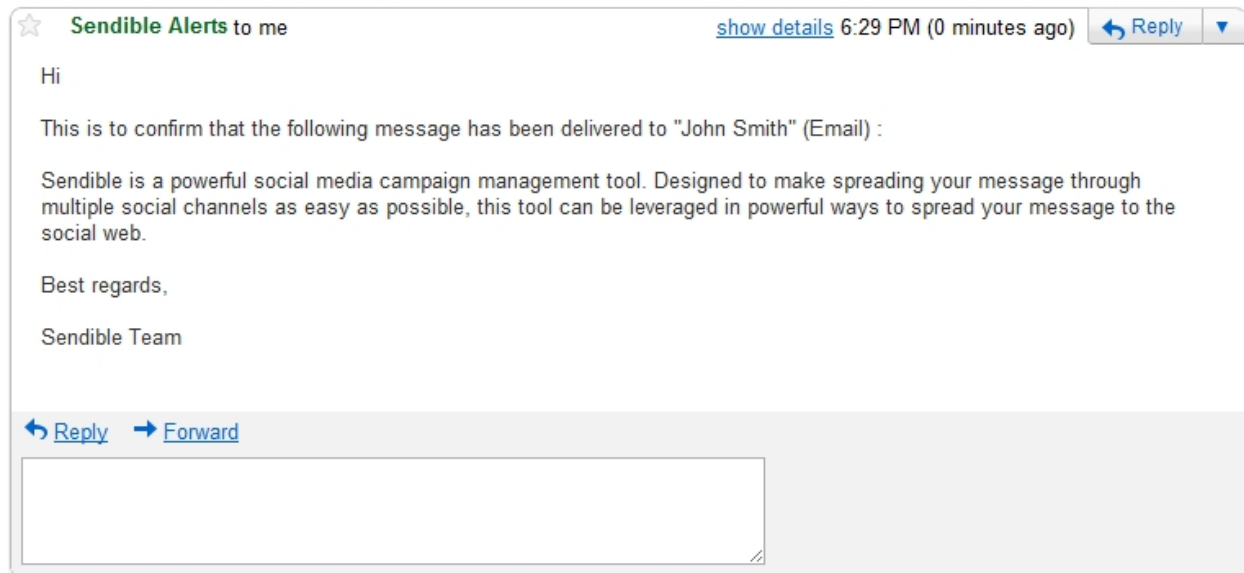 Sendible Alerts to me show details 6:29 PM (0 minutes ago) Reply
Hi
This is to confirm that the following message has been delivered to "John Smith" (Email) :
Sendible is a powerful social media campaign management tool. Designed to make spreading your message through
multiple social channels as easy as possible, this tool can be leveraged in powerful ways to spread your message to the
social web.
Best regards,
Sendible Team
Reply Forward